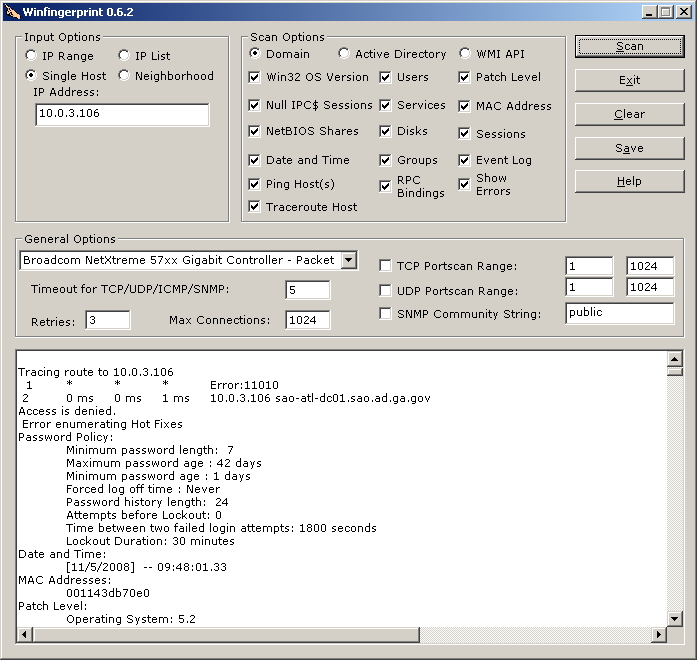 Winfingerprint 0.6.2
Input Options
IP Range IP List
Single Host Neighborhood
IP Address:
10.0.3.106
Scan Options
Domain Active Directory WMI API
Win32 OS Version Users Patch Level
Null IPC$ Sessions Services MAC Address
NetBIOS Shares Disks Sessions
Date and Time Groups Event Log
Ping Host(s) RPC Bindings Show Errors
Traceroute Host
Scan
Exit
Clear
Save
Help
General Options
Broadcom NetXtreme 57xx Gigabit Controller - Packet
Timeout for TCP/UDP/ICMP/SNMP: 5
Retries: 3 Max Connections: 1024
TCP Portscan Range: 1 1024
UDP Portscan Range: 1 1024
SNMP Community String: public
Tracing route to 10.0.3.106
1 * * * Error:11010
2 0 ms 0 ms 1 ms 10.0.3.106 sao-atl-dc01.sao.ad.ga.gov
Access is denied.
Error enumerating Hot Fixes
Password Policy:
Minimum password length: 7
Maximum password age : 42 days
Minimum password age : 1 days
Forced log off time : Never
Password history length: 24
Attempts before Lockout: 0
Time between two failed login attempts: 1800 seconds
Lockout Duration: 30 minutes
Date and Time:
[11/5/2008] -- 09:48:01.33
MAC Addresses:
001143db70e0
Patch Level:
Operating System: 5.2